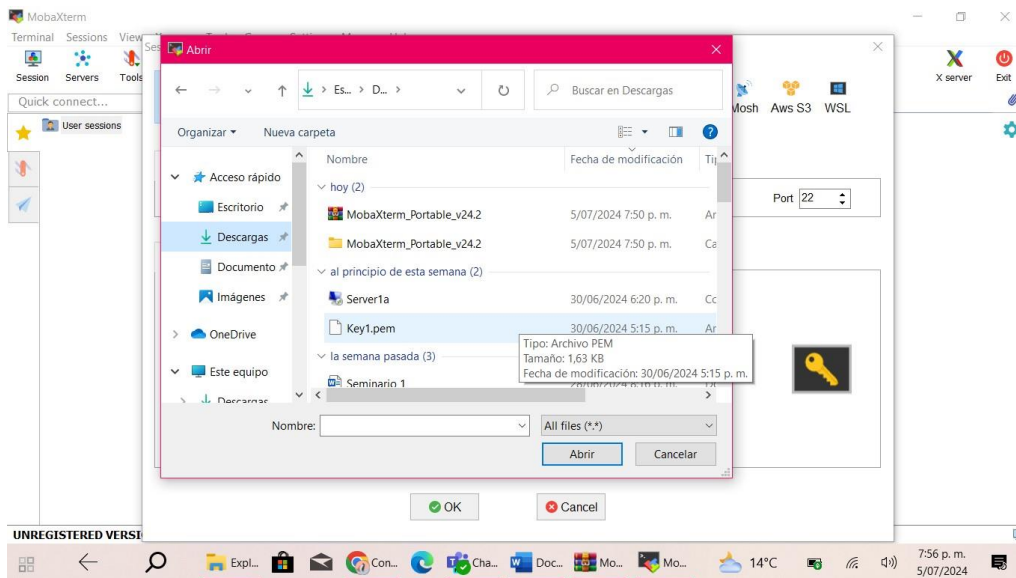 MobaXterm
Terminal Sessions View
Session Servers Tools
X server Exit
Quick connect...
User sessions
Mosh Aws S3 WSL
Port 22
Abrir
Es... > D... >
Buscar en Descargas
Organizar Nueva carpeta
Nombre Fecha de modificación
Acceso rápido
Escritorio
Descargas
Documento
Imágenes
OneDrive
Este equipo
Descargas
hoy (2)
MobaXterm_Portable_v24.2 5/07/2024 7:50 p. m. Ar
MobaXterm_Portable_v24.2 5/07/2024 7:50 p. m. Ca
al principio de esta semana (2)
Server1a 30/06/2024 6:20 p. m.
Key1.pem 30/06/2024 5:15 p. m. Ar
la semana pasada (3)
Seminario 1
Tipo: Archivo PEM
Tamaño: 1,63 KB
Fecha de modificación: 30/06/2024 5:15 p. m.
Nombre:
All files (*.*)
Abrir Cancelar
OK Cancel
UNREGISTERED VERSI
Expl... Con... Cha... Doc... Mo... Mo... 14°C
7:56 p. m.
5/07/2024